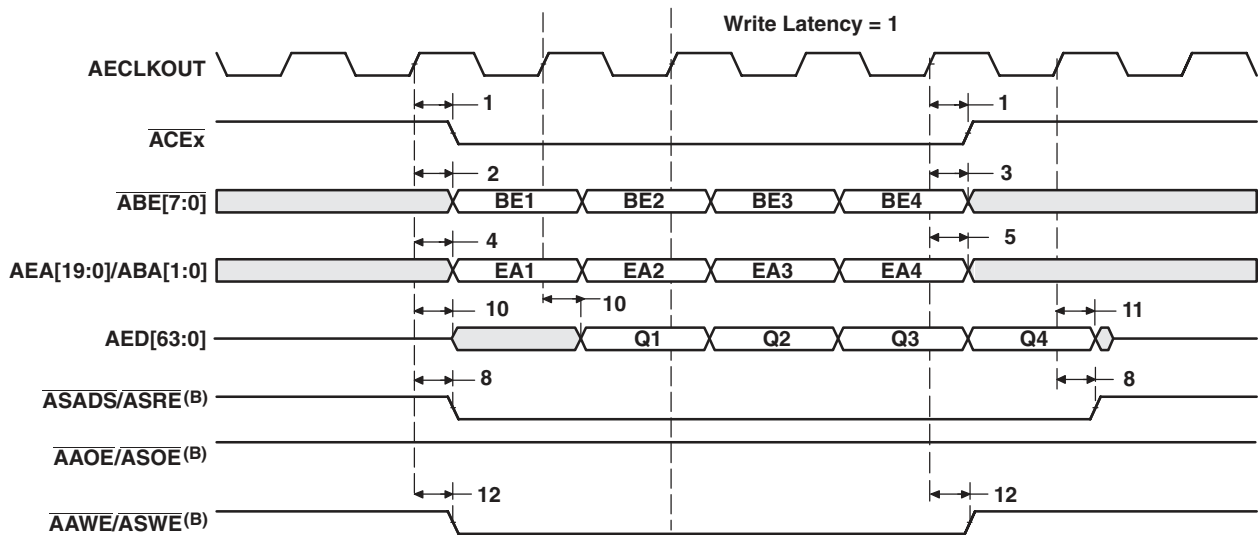 Write Latency = 1
AECLKOUT
1 1
ACEx
2 3
ABE[7:0] BE1 BE2 BE3 BE4
4 5
AEA[19:0]/ABA[1:0] EA1 EA2 EA3 EA4
10 10 11
AED[63:0] Q1 Q2 Q3 Q4
8 8
ASADS/ASRE(B)
AAOE/ASOE(B)
12 12
AAWE/ASWE(B)